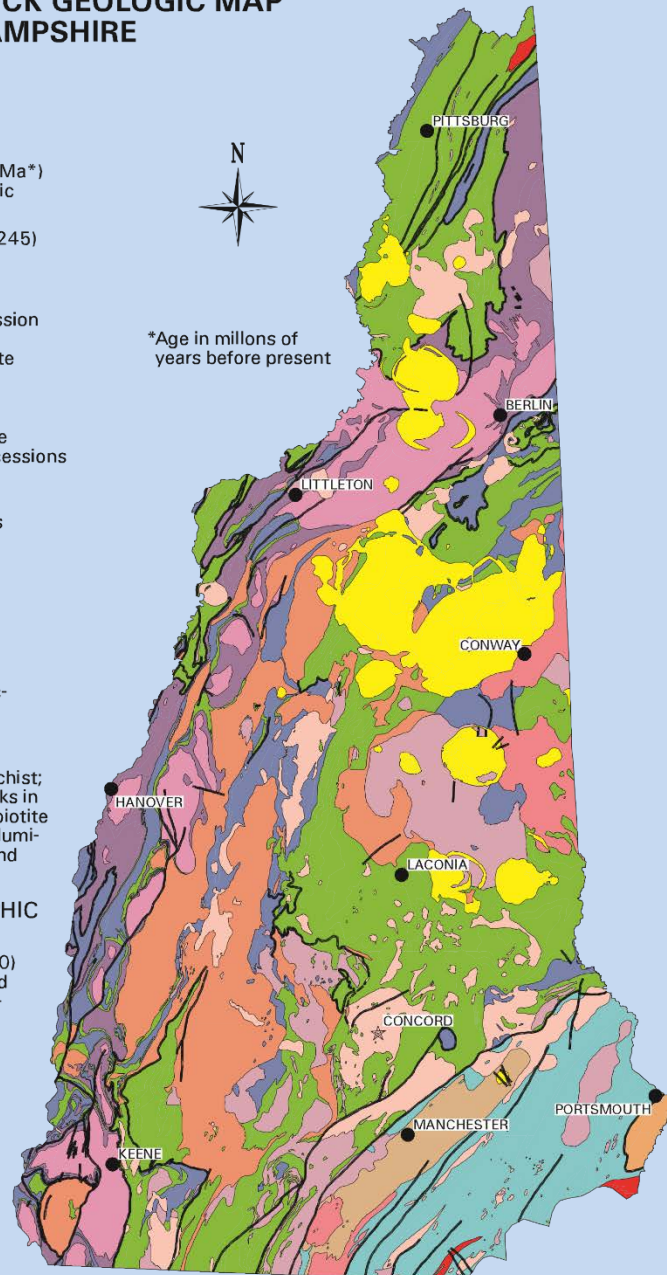 CK GEOLOGIC MAP
AMPSHIRE
Ma*)
ic
245)
ssion
te
e
cessions
s
chist;
ks in
biotite
lumi-
nd
HIC
0)
d
N
*Age in millons of
years before present
PITTSBURG
BERLIN
LITTLETON
CONWAY
HANOVER
LACONIA
CONCORD
MANCHESTER
PORTSMOUTH
KEENE